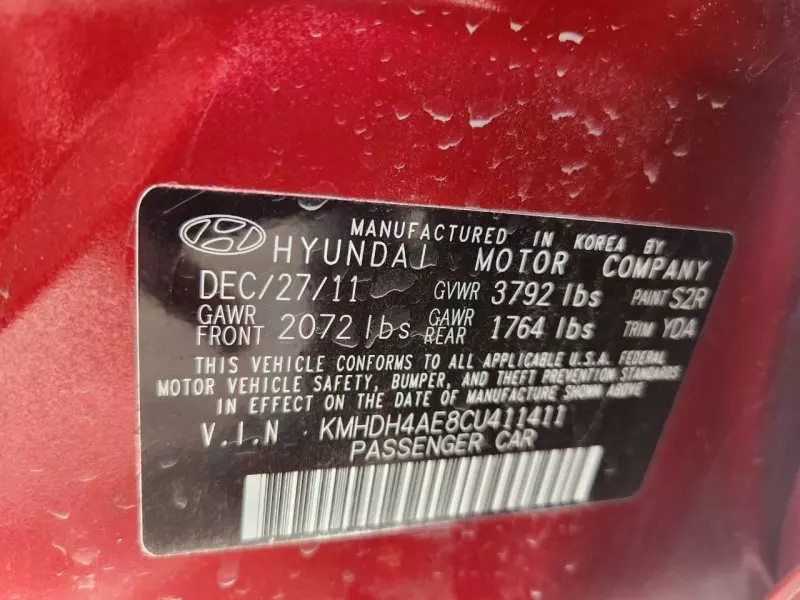 MANUFACTURED IN KOREA BY
HYUNDAI MOTOR COMPANY
DEC/27/11 GVWR 3792 lbs PAINT S2R
GAWR FRONT 2072 lbs GAWR REAR 1764 lbs TRIM YDA
THIS VEHICLE CONFORMS TO ALL APPLICABLE U.S.A. FEDERAL
MOTOR VEHICLE SAFETY, BUMPER, AND THEFT PREVENTION STANDARDS
IN EFFECT ON THE DATE OF MANUFACTURE SHOWN ABOVE
V.I.N KMHDH4AE8CU411411
PASSENGER CAR